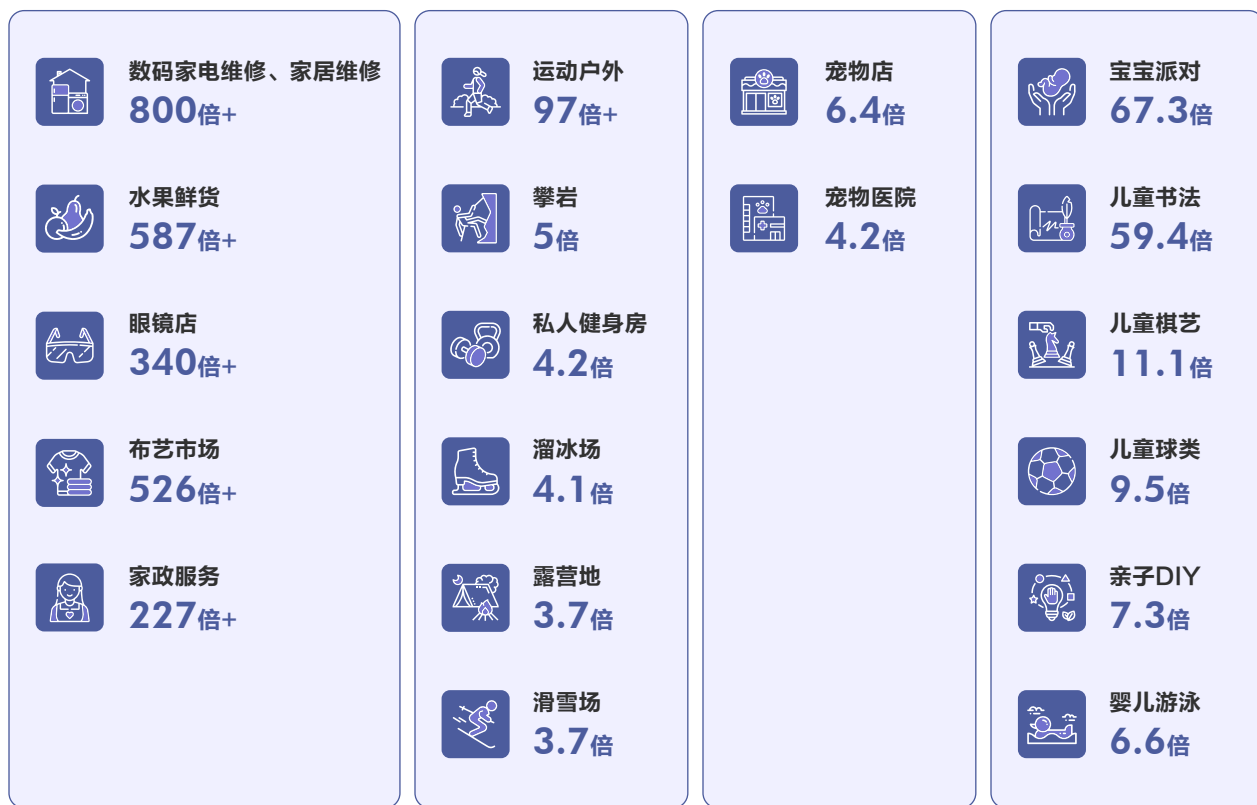 数码家电维修、家居维修
800倍+
水果鲜货
587倍+
眼镜店
340倍+
布艺市场
526倍+
家政服务
227倍+
运动户外
97倍+
攀岩
5倍
私人健身房
4.2倍
溜冰场
4.1倍
露营地
3.7倍
滑雪场
3.7倍
宠物店
6.4倍
宠物医院
4.2倍
宝宝派对
67.3倍
儿童书法
59.4倍
儿童棋艺
11.1倍
儿童球类
9.5倍
亲子DIY
7.3倍
婴儿游泳
6.6倍